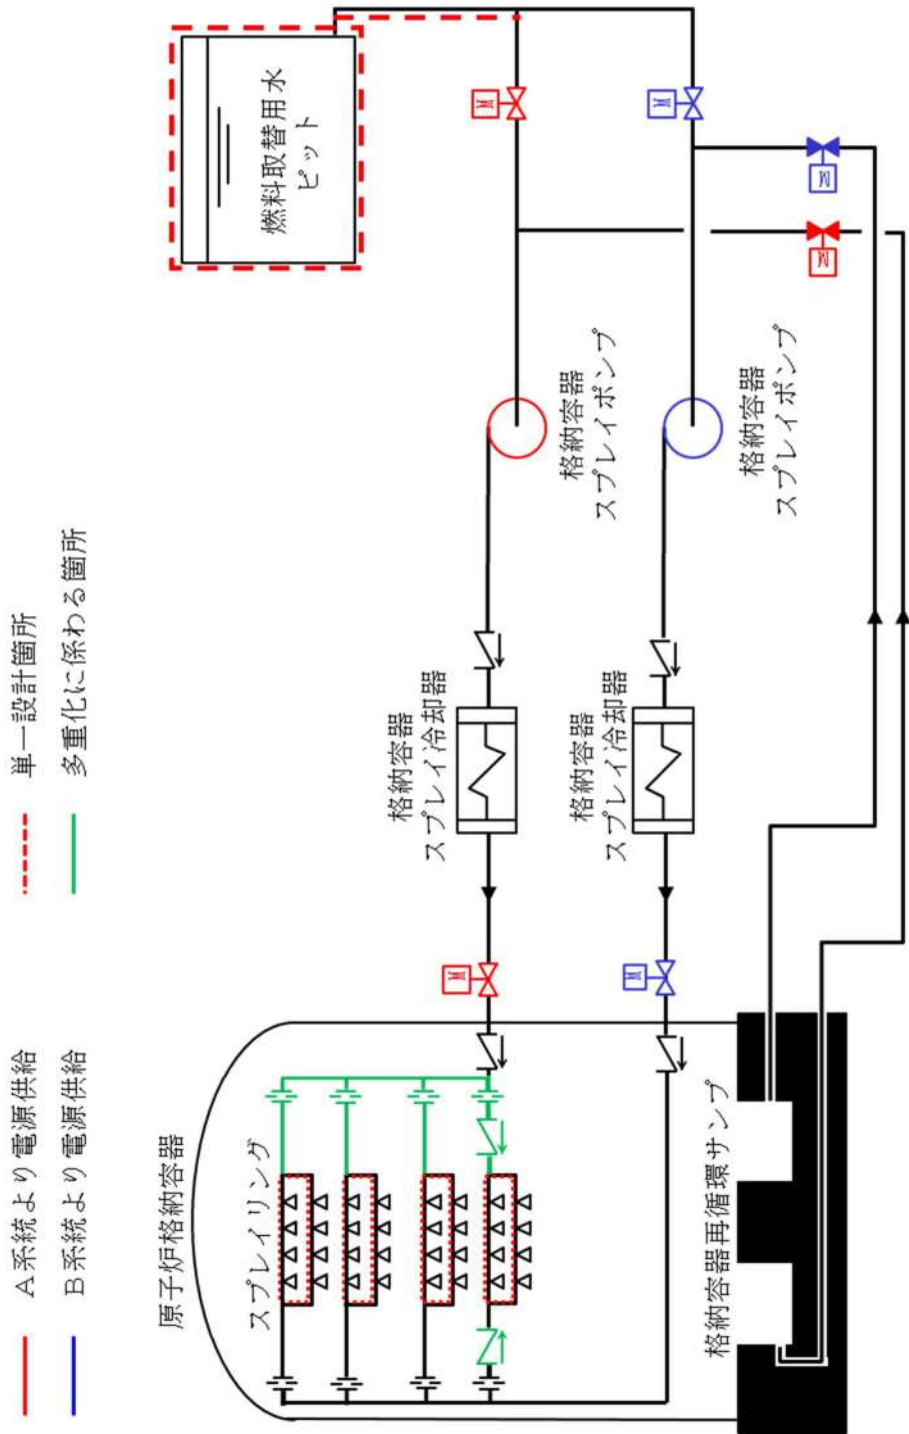 A系統より電源供給
B系統より電源供給
単一設計箇所
多重化に係わる箇所
原子炉格納容器
スプレイリング
格納容器再循環サンプ
格納容器
スプレイ冷却器
格納容器
スプレイ冷却器
格納容器
スプレイポンプ
格納容器
スプレイポンプ
燃料取替用水
ピット
M
M
M
M
M
M